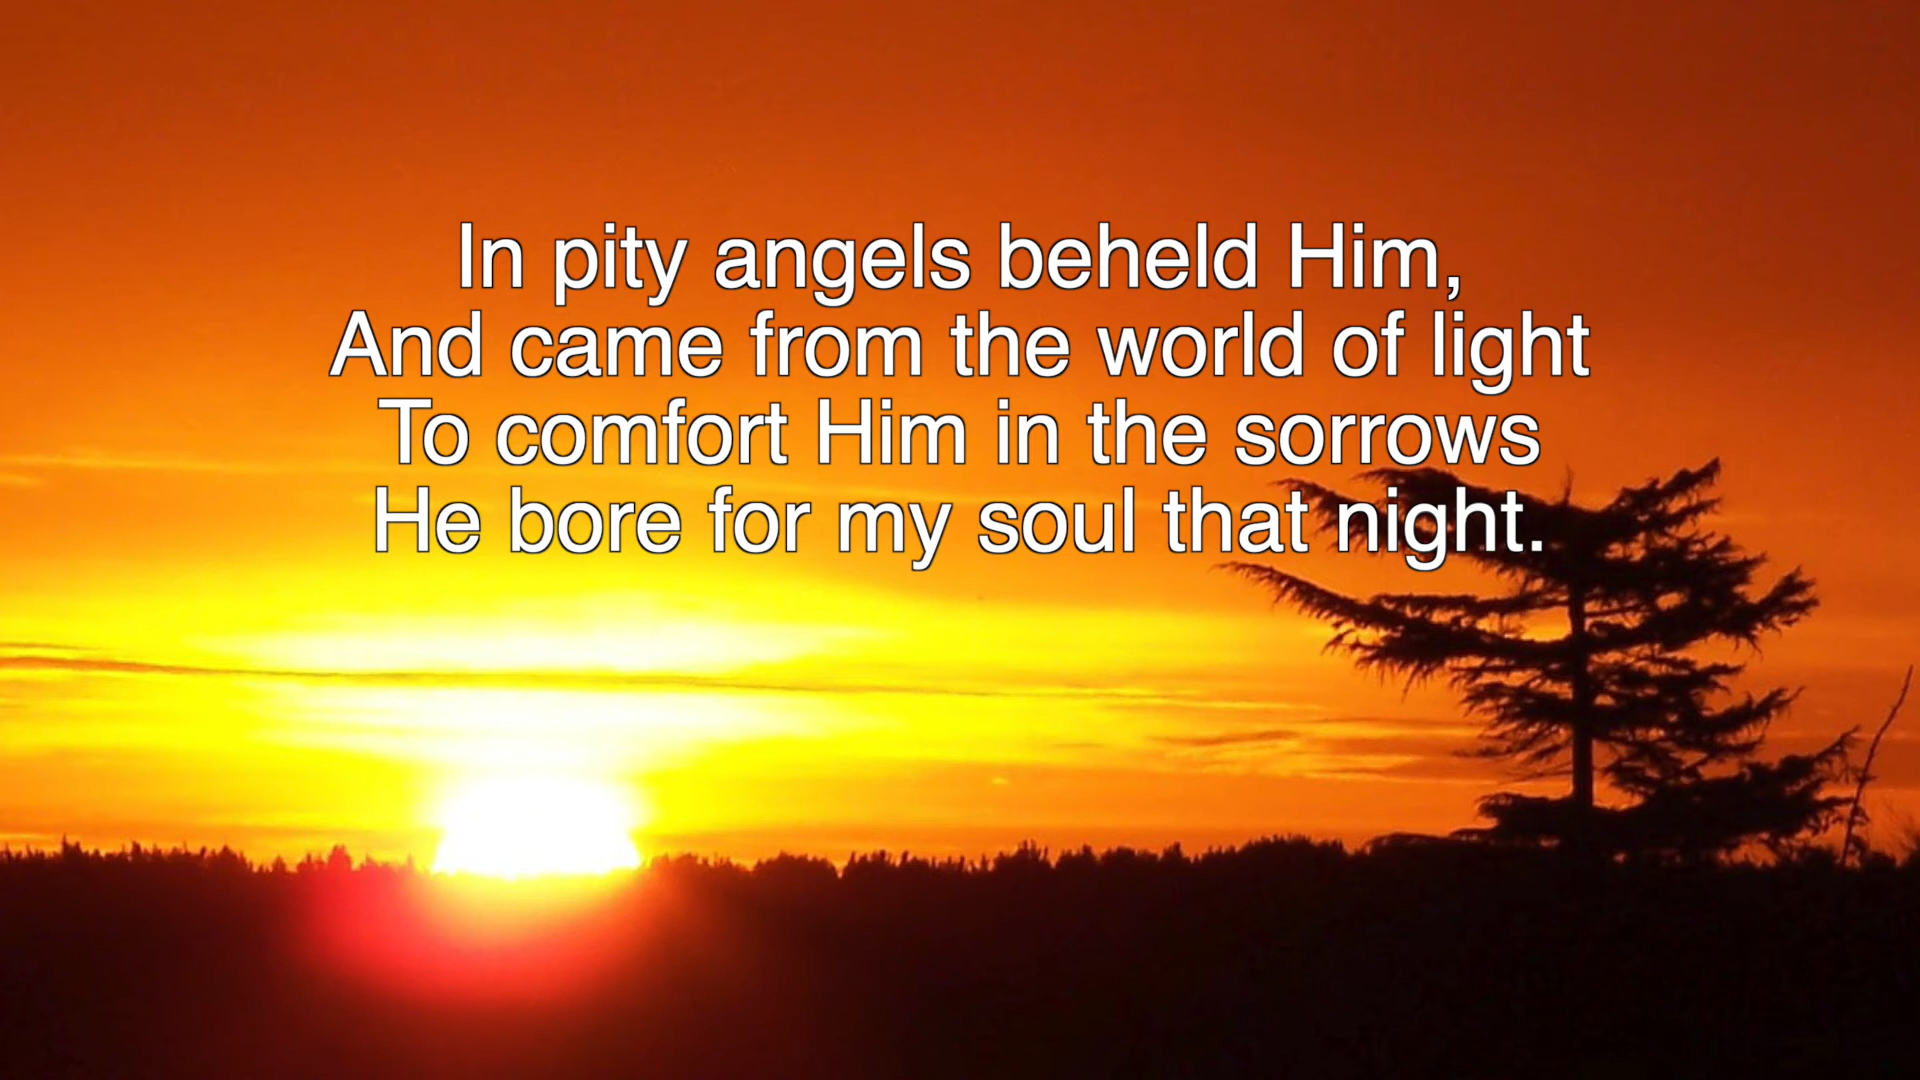 In pity angels beheld Him,
And came from the world of light
To comfort Him in the sorrows
He bore for my soul that night.